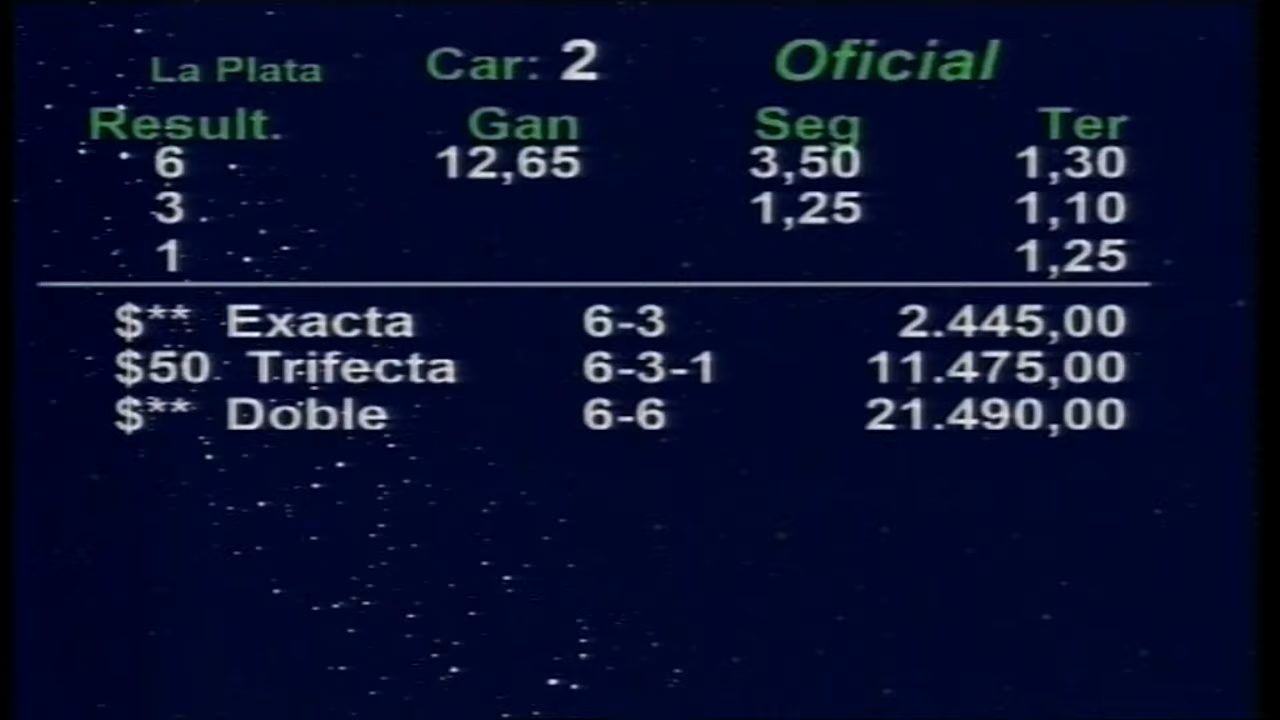 La Plata Car: 2 Oficial
Result. Gan Seg Ter
6 12,65 3,50 1,30
3 1,25 1,10
1 1,25
$** Exacta 6-3 2.445,00
$50 Trifecta 6-3-1 11.475,00
$** Doble 6-6 21.490,00